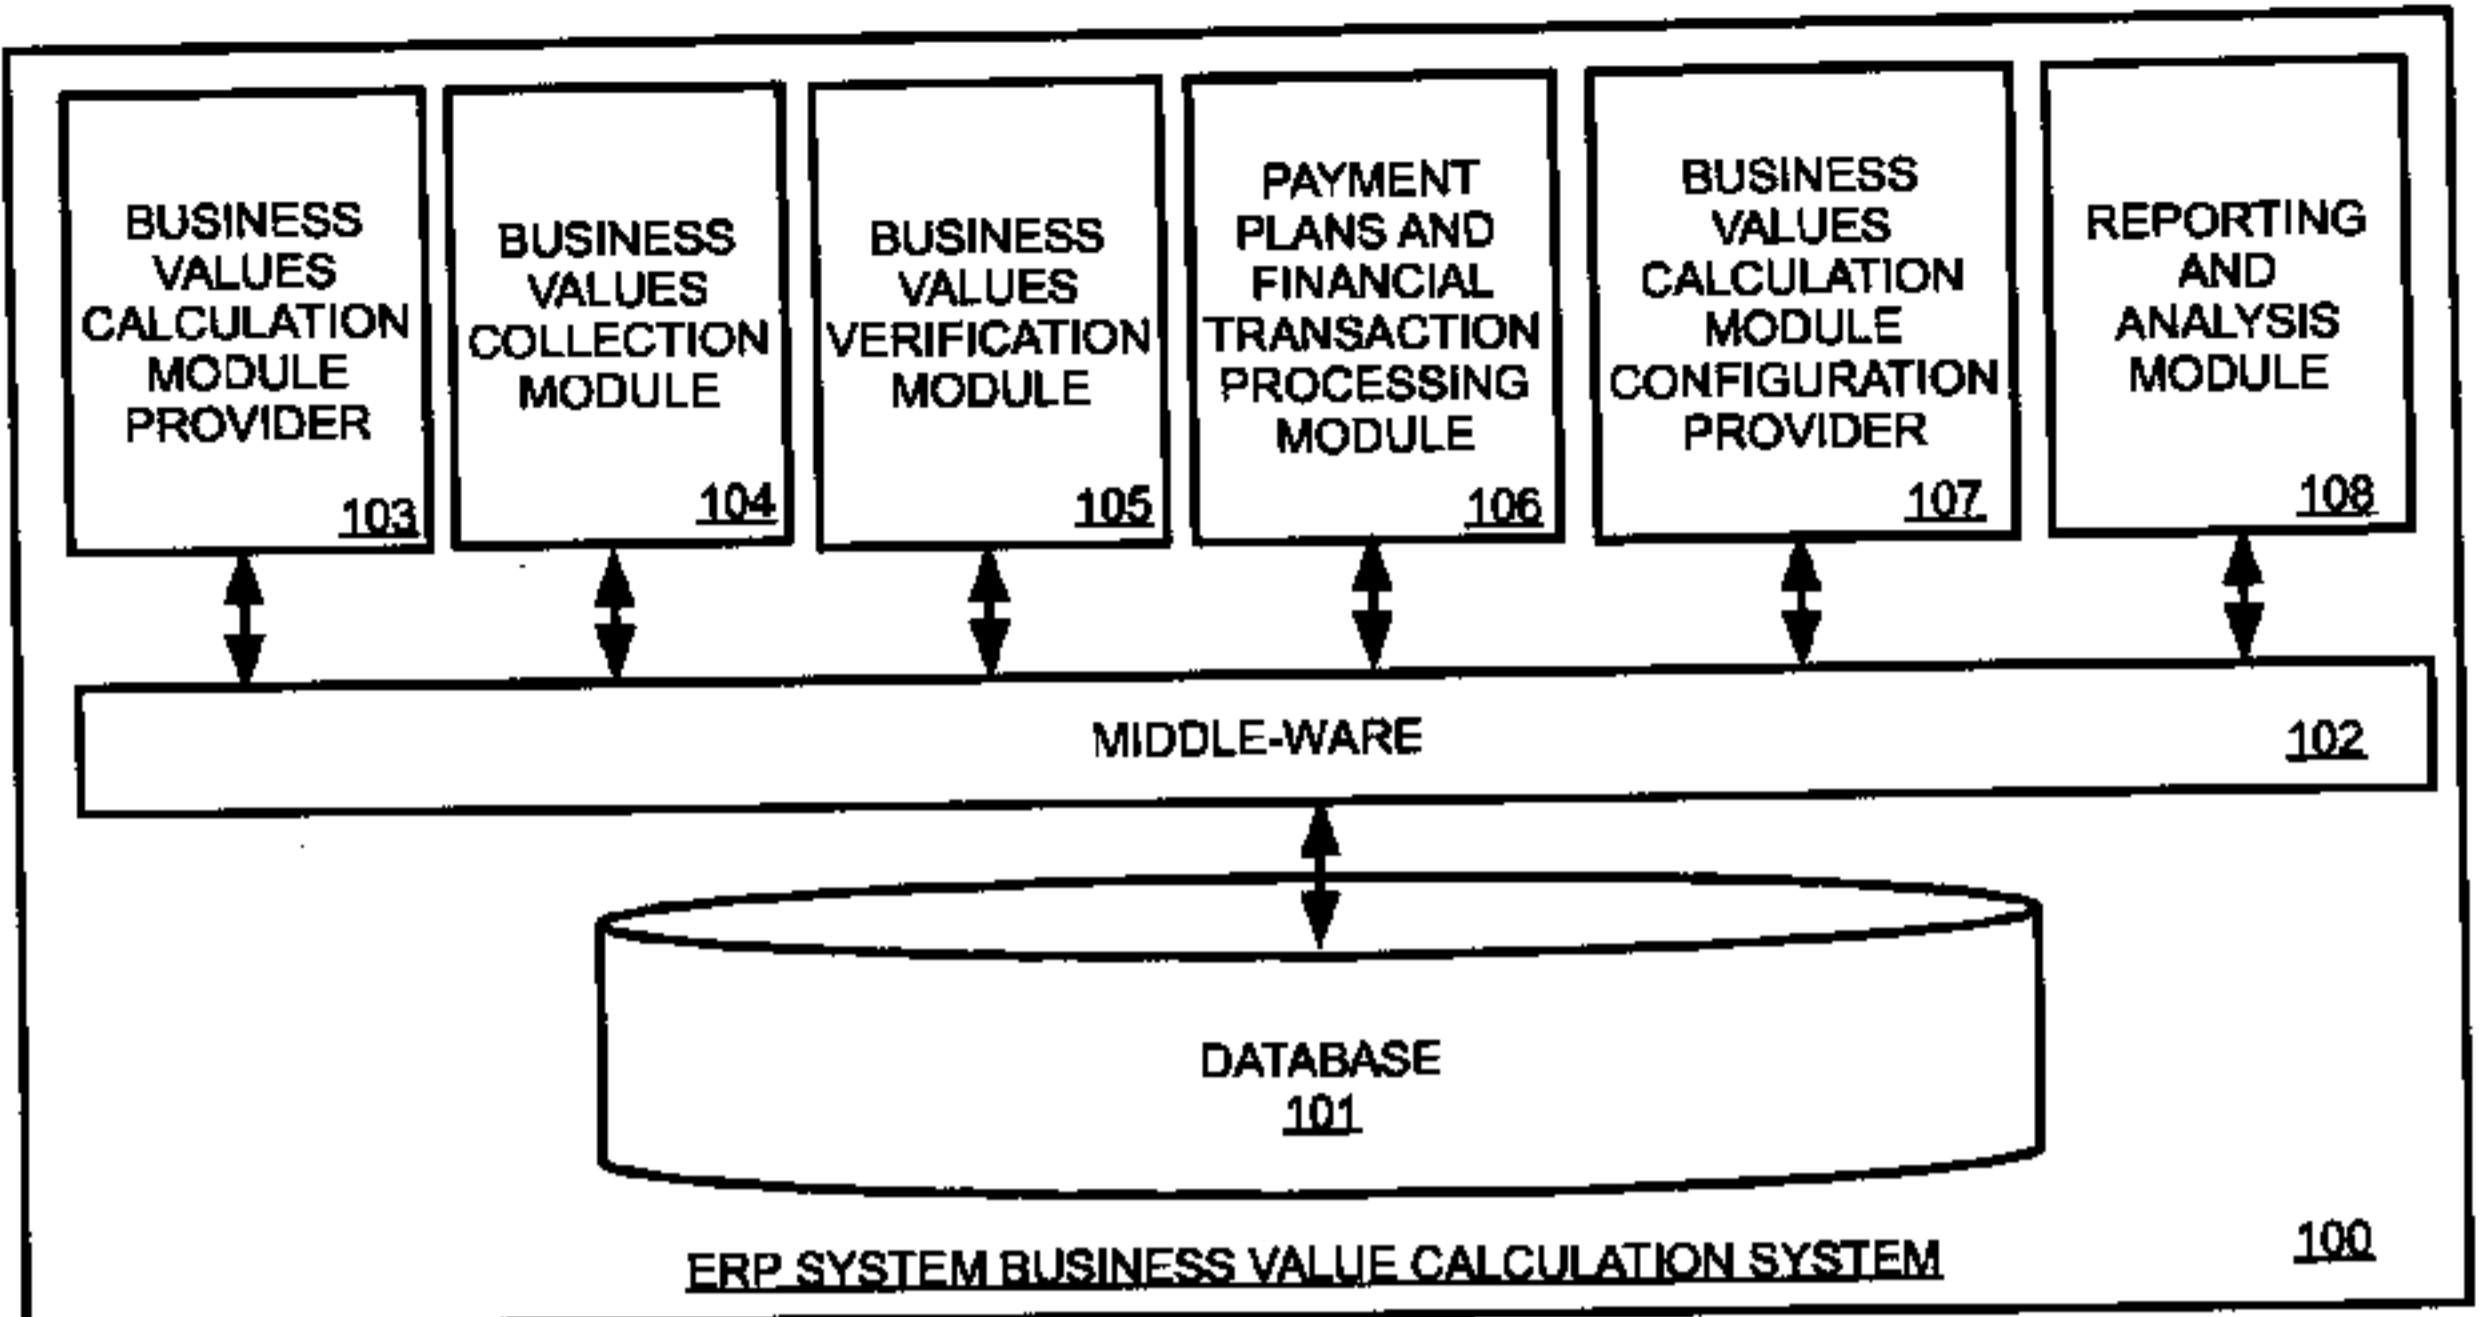 BUSINESS
VALUES
CALCULATION
MODULE
PROVIDER
103
BUSINESS
VALUES
COLLECTION
MODULE
104
BUSINESS
VALUES
VERIFICATION
MODULE
105
PAYMENT
PLANS AND
FINANCIAL
TRANSACTION
PROCESSING
MODULE
106
BUSINESS
VALUES
CALCULATION
MODULE
CONFIGURATION
PROVIDER
107
REPORTING
AND
ANALYSIS
MODULE
108
MIDDLE-WARE
102
DATABASE
101
100
ERP SYSTEM BUSINESS VALUE CALCULATION SYSTEM